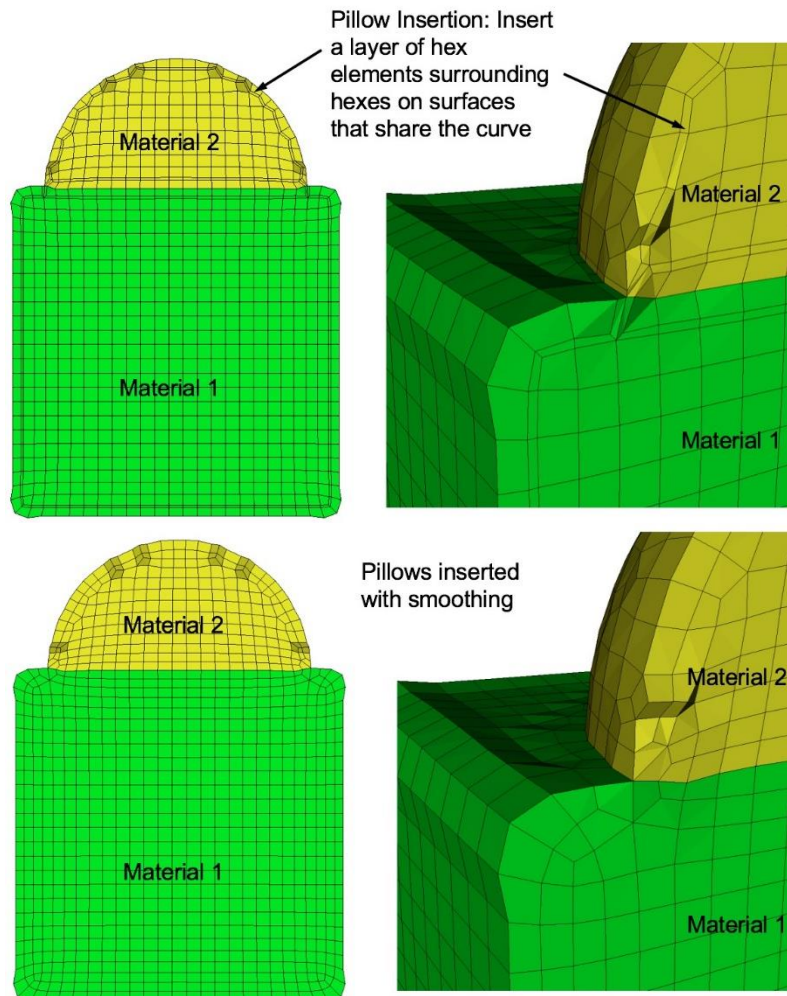 Pillow Insertion: Insert
a layer of hex
elements surrounding
hexes on surfaces
that share the curve
Material 2
Material 2
Material 1
Material 1
Pillows inserted
with smoothing
Material 2
Material 2
Material 1
Material 1